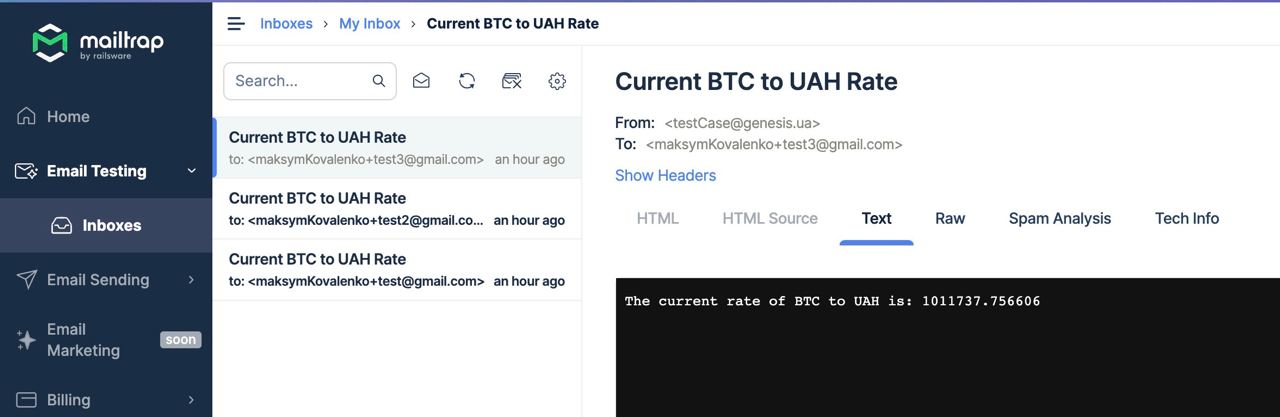 mailtrap
by railsware
Home
Email Testing
Inboxes
Email Sending
Email
Marketing
soon
Billing
Inboxes › My Inbox › Current BTC to UAH Rate
Search...
Current BTC to UAH Rate
to: <maksymKovalenko+test3@gmail.com> an hour ago
Current BTC to UAH Rate
to: <maksymKovalenko+test2@gmail.co... an hour ago
Current BTC to UAH Rate
to: <maksymKovalenko+test@gmail.com> an hour ago
Current BTC to UAH Rate
From: <testCase@genesis.ua>
To: <maksymKovalenko+test3@gmail.com>
Show Headers
HTML HTML Source Text Raw Spam Analysis Tech Info
The current rate of BTC to UAH is: 1011737.756606